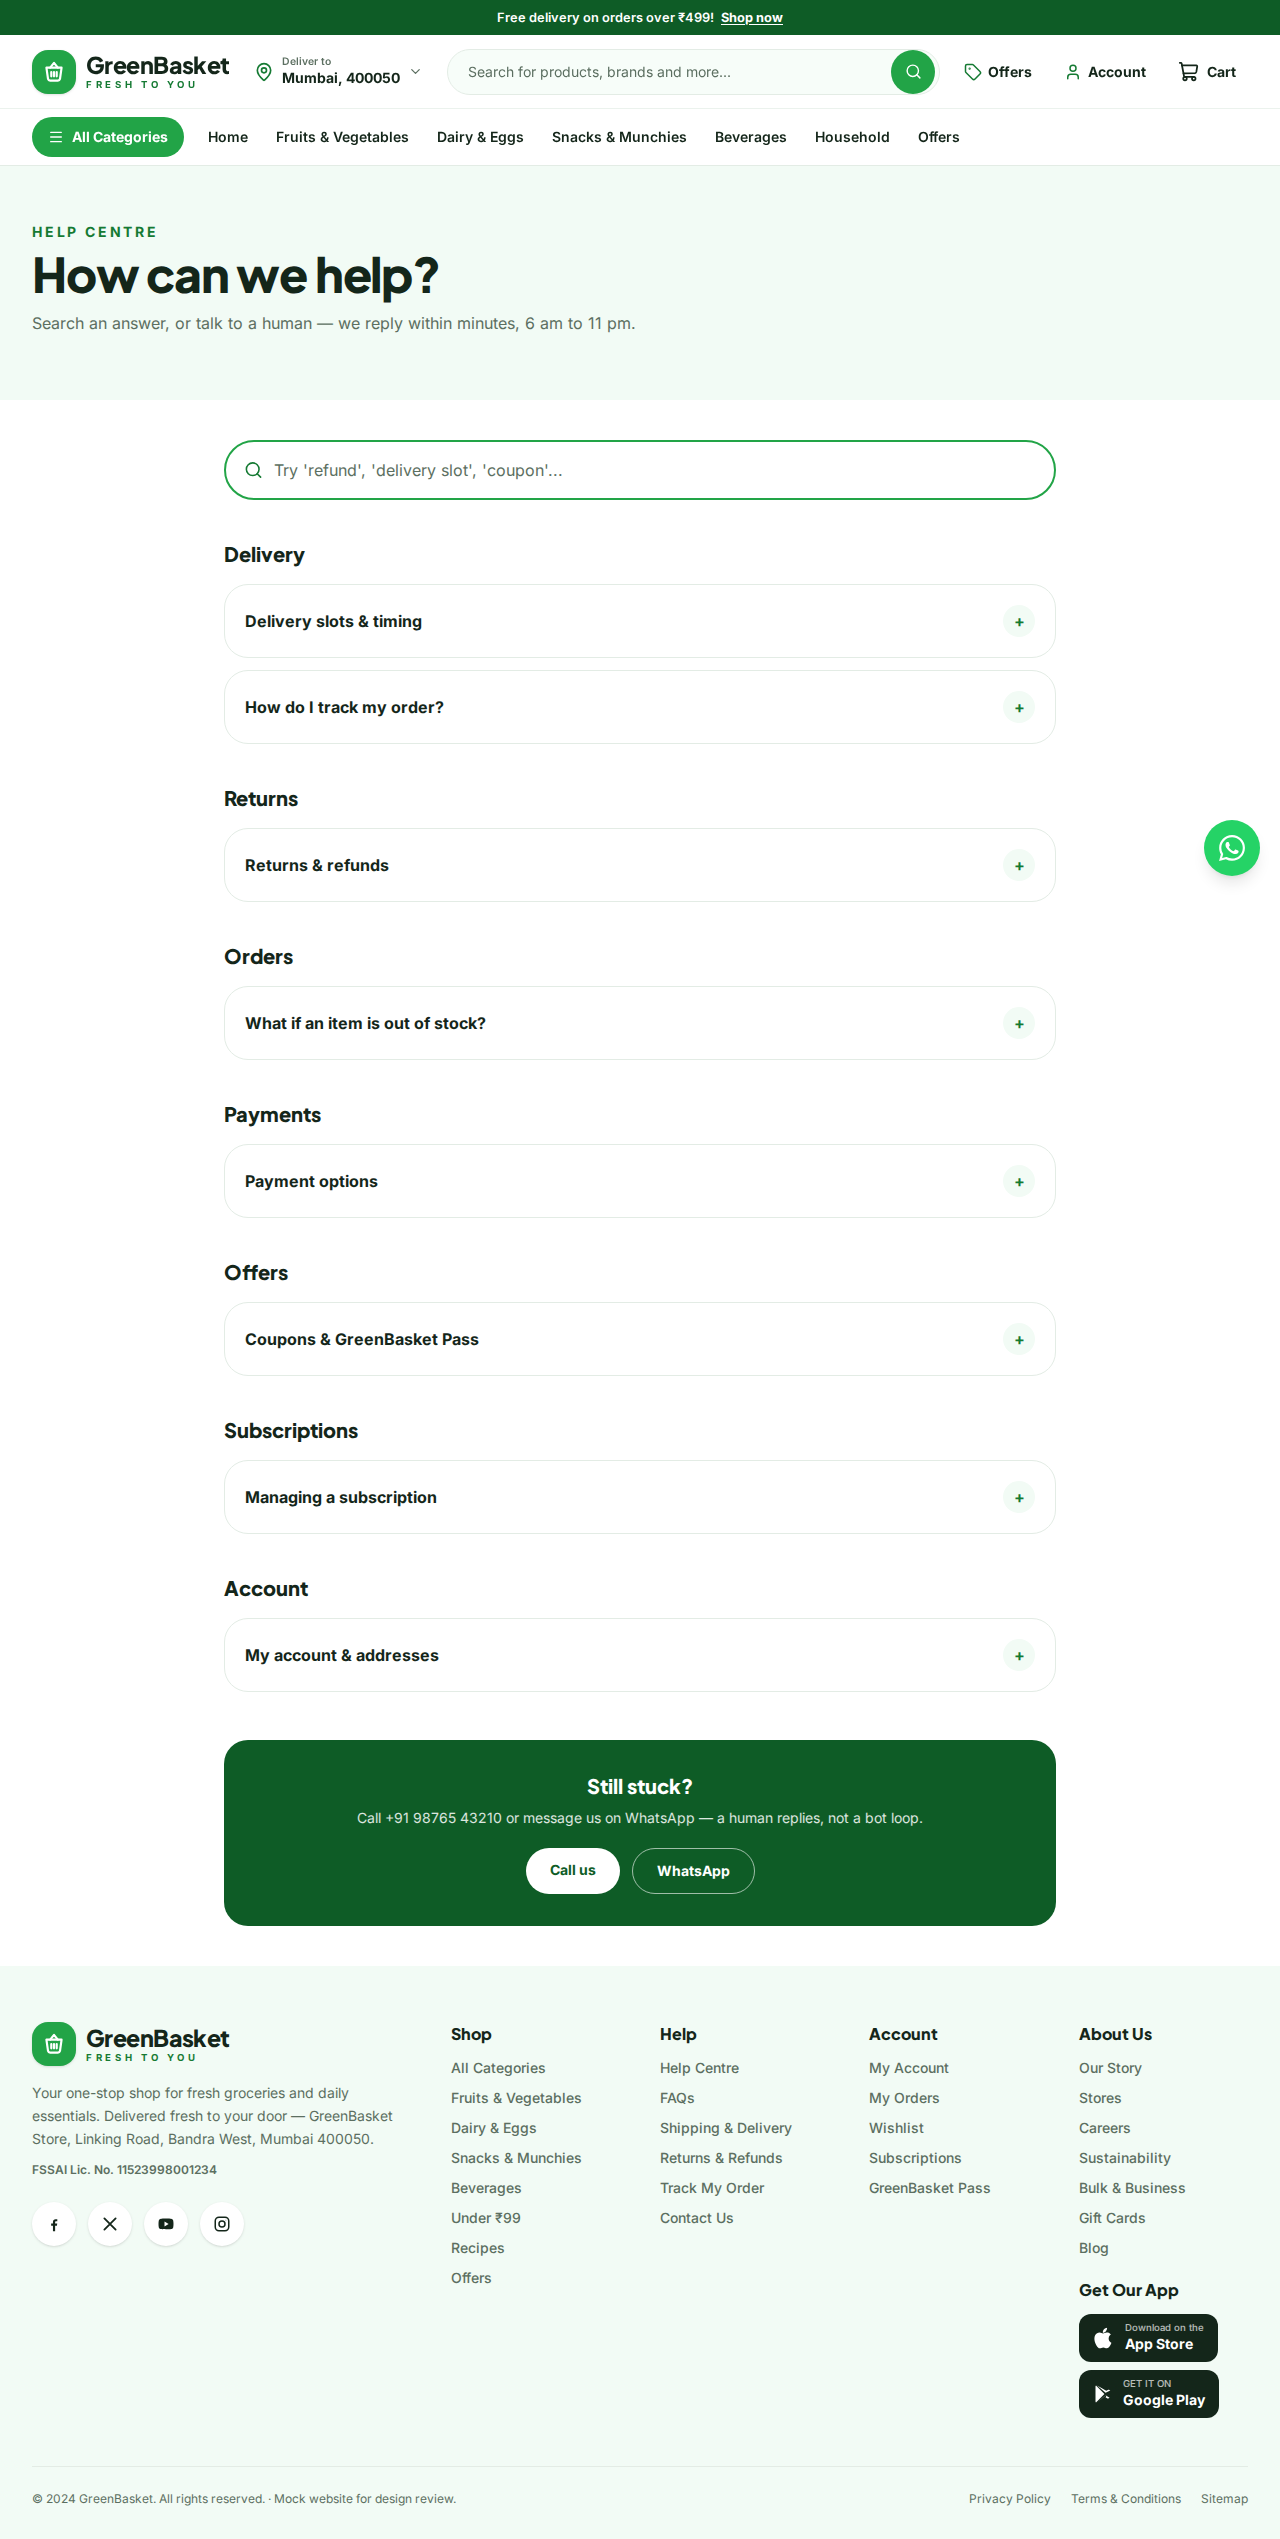 Free delivery on orders over ₹499! Shop now
GreenBasket
FRESH TO YOU
Deliver to
Mumbai, 400050
Search for products, brands and more...
Offers
Account
Cart
All Categories
Home
Fruits & Vegetables
Dairy & Eggs
Snacks & Munchies
Beverages
Household
Offers
HELP CENTRE
How can we help?
Search an answer, or talk to a human — we reply within minutes, 6 am to 11 pm.
Try 'refund', 'delivery slot', 'coupon'...
Delivery
Delivery slots & timing
+
How do I track my order?
+
Returns
Returns & refunds
+
Orders
What if an item is out of stock?
+
Payments
Payment options
+
Offers
Coupons & GreenBasket Pass
+
Subscriptions
Managing a subscription
+
Account
My account & addresses
+
Still stuck?
Call +91 98765 43210 or message us on WhatsApp — a human replies, not a bot loop.
Call us
WhatsApp
GreenBasket
FRESH TO YOU
Your one-stop shop for fresh groceries and daily
essentials. Delivered fresh to your door — GreenBasket
Store, Linking Road, Bandra West, Mumbai 400050.
FSSAI Lic. No. 11523998001234
Shop
All Categories
Fruits & Vegetables
Dairy & Eggs
Snacks & Munchies
Beverages
Under ₹99
Recipes
Offers
Help
Help Centre
FAQs
Shipping & Delivery
Returns & Refunds
Track My Order
Contact Us
Account
My Account
My Orders
Wishlist
Subscriptions
GreenBasket Pass
About Us
Our Story
Stores
Careers
Sustainability
Bulk & Business
Gift Cards
Blog
Get Our App
Download on the
App Store
GET IT ON
Google Play
© 2024 GreenBasket. All rights reserved. · Mock website for design review.
Privacy Policy
Terms & Conditions
Sitemap